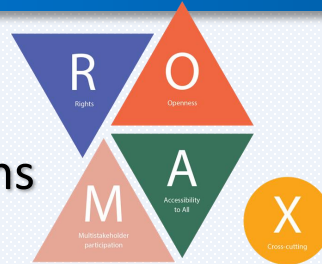 R
Rights
O
Openness
ns
M
Multistakeholder
participation
A
Accessibility
to All
X
Cross-cutting